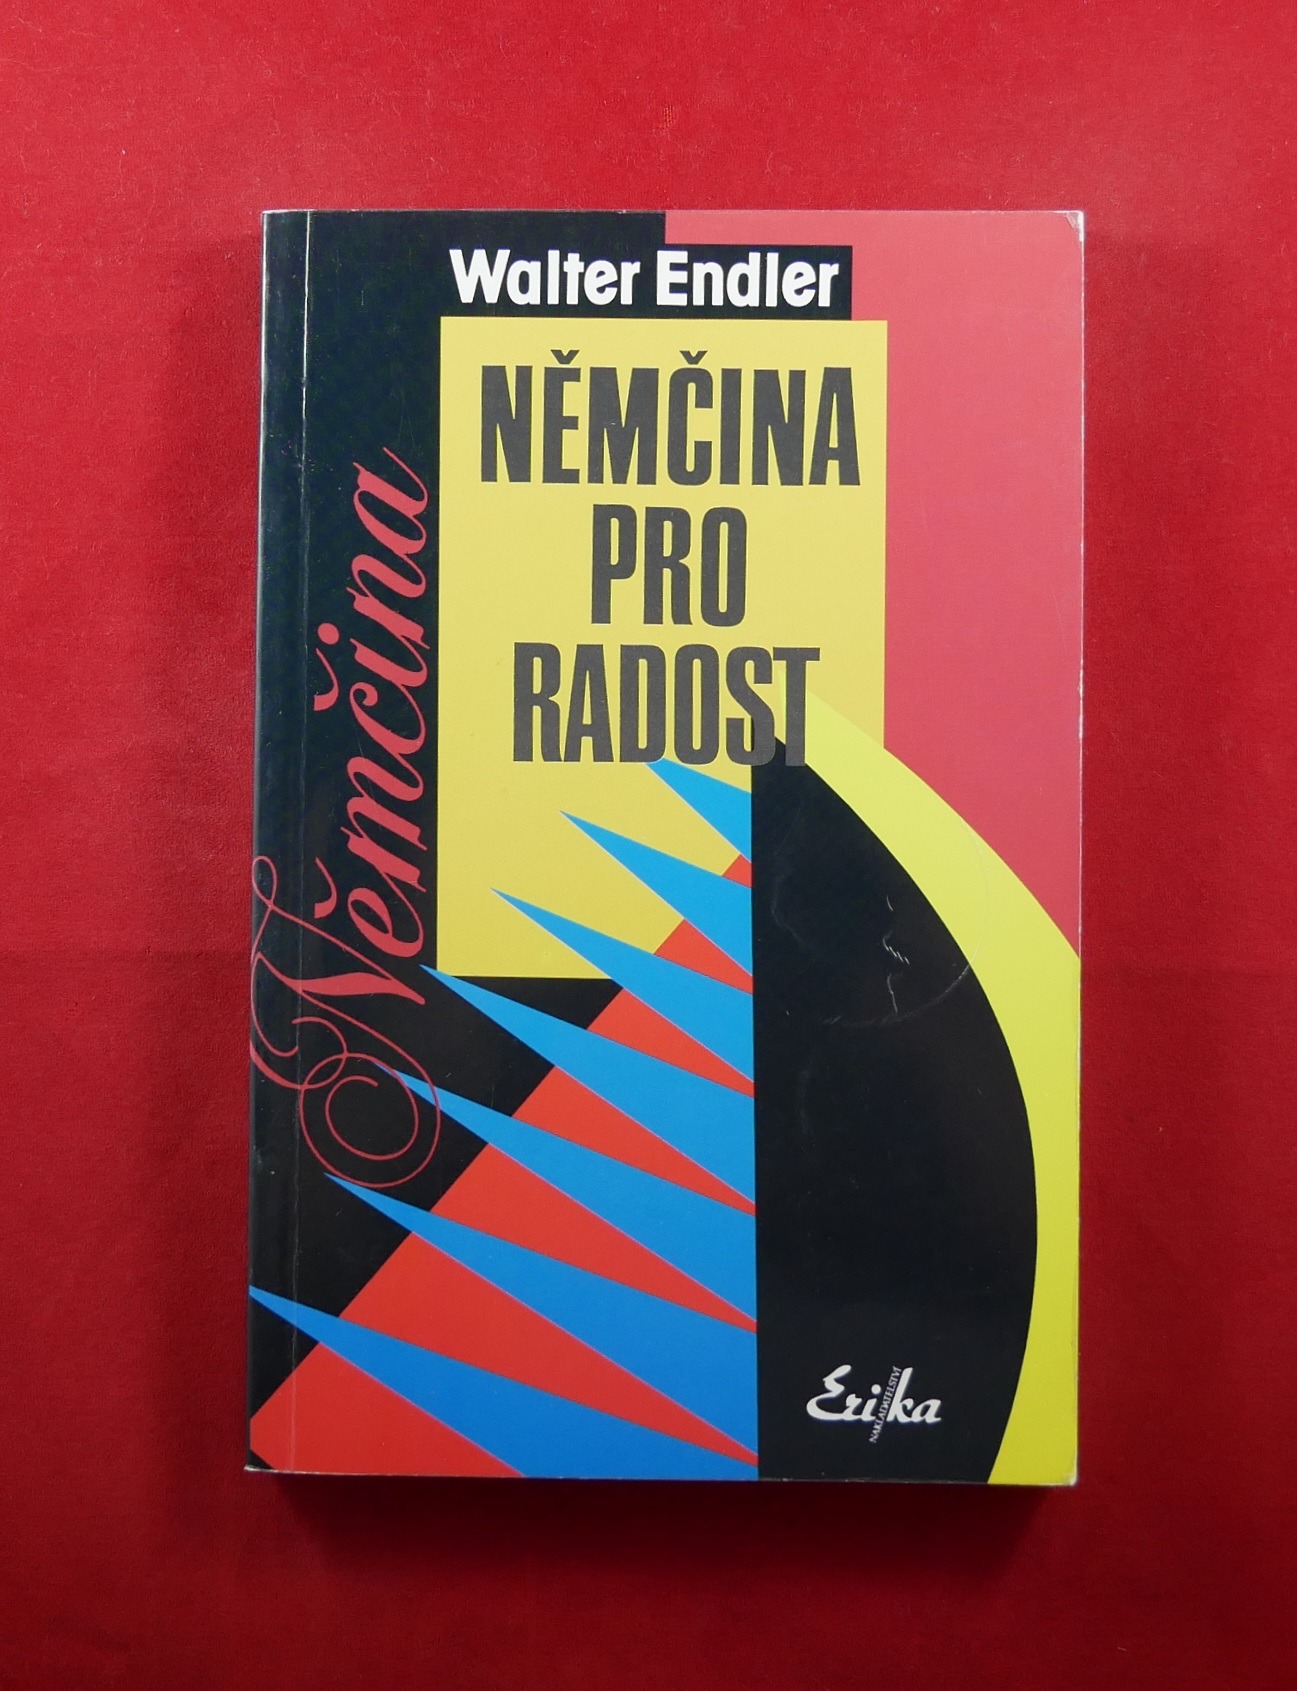 Walter Endler
NĚMČINA
PRO
RADOST
Němčina
Erika
NAKLADATELSTVÍ